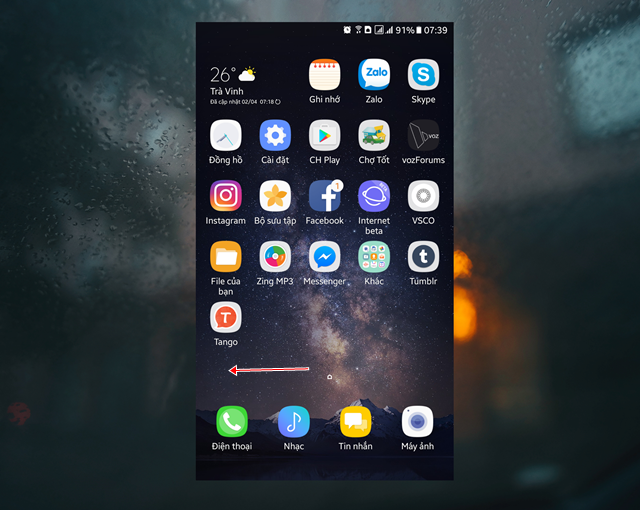 91% 07:39
26°
Trà Vinh
Đã cập nhật 02/04 07:18
Ghi nhớ
Zalo
Zalo
Skype
Đồng hồ
Cài đặt
CH Play
Chợ Tốt
VOZ
vozForums
1
Instagram
Bộ sưu tập
Facebook
Internet
beta
VSCO
File của
bạn
Zing MP3
Messenger
Khác
Tumblr
Tango
Điện thoại
Nhạc
Tin nhắn
Máy ảnh